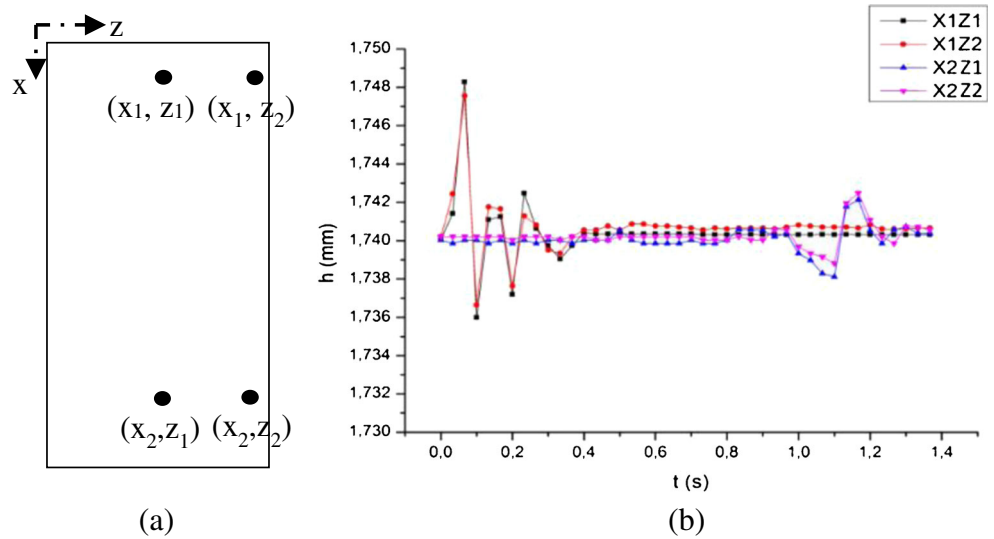 z
x
(x1, z1) (x1, z2)
(x2,z1) (x2,z2)
(a)
X1Z1
X1Z2
X2Z1
X2Z2
1,750
1,748
1,746
1,744
1,742
1,740
1,738
1,736
1,734
1,732
1,730
h (mm)
0,0 0,2 0,4 0,6 0,8 1,0 1,2 1,4
t (s)
(b)